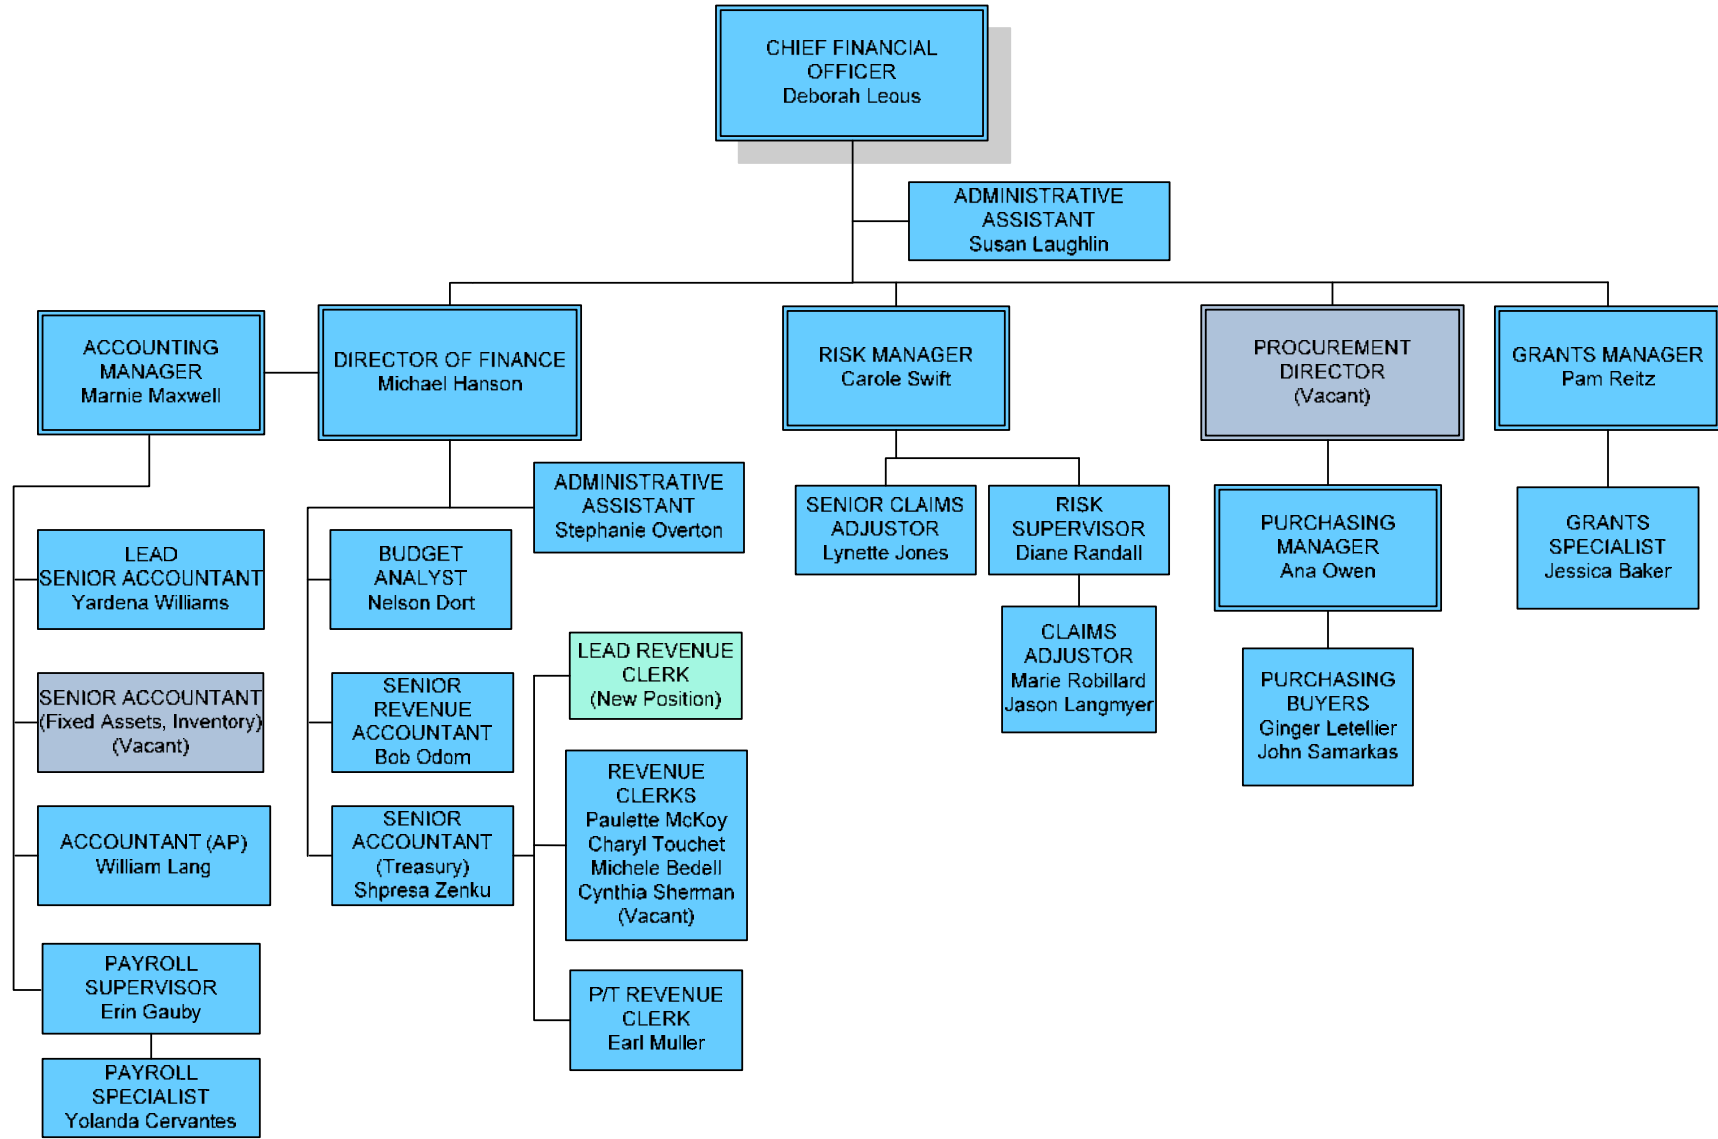 CHIEF FINANCIAL
OFFICER
Deborah Leous
ADMINISTRATIVE
ASSISTANT
Susan Laughlin
ACCOUNTING
MANAGER
Marnie Maxwell
DIRECTOR OF FINANCE
Michael Hanson
RISK MANAGER
Carole Swift
PROCUREMENT
DIRECTOR
(Vacant)
GRANTS MANAGER
Pam Reitz
ADMINISTRATIVE
ASSISTANT
Stephanie Overton
SENIOR CLAIMS
ADJUSTOR
Lynette Jones
RISK
SUPERVISOR
Diane Randall
PURCHASING
MANAGER
Ana Owen
GRANTS
SPECIALIST
Jessica Baker
LEAD
SENIOR ACCOUNTANT
Yardena Williams
BUDGET
ANALYST
Nelson Dort
CLAIMS
ADJUSTOR
Marie Robillard
Jason Langmyer
LEAD REVENUE
CLERK
(New Position)
PURCHASING
BUYERS
Ginger Letellier
John Samarkas
SENIOR ACCOUNTANT
(Fixed Assets, Inventory)
(Vacant)
SENIOR
REVENUE
ACCOUNTANT
Bob Odom
REVENUE
CLERKS
Paulette McKoy
Charyl Touchet
Michele Bedell
Cynthia Sherman
(Vacant)
ACCOUNTANT (AP)
William Lang
SENIOR
ACCOUNTANT
(Treasury)
Shpresa Zenku
PAYROLL
SUPERVISOR
Erin Gauby
P/T REVENUE
CLERK
Earl Muller
PAYROLL
SPECIALIST
Yolanda Cervantes